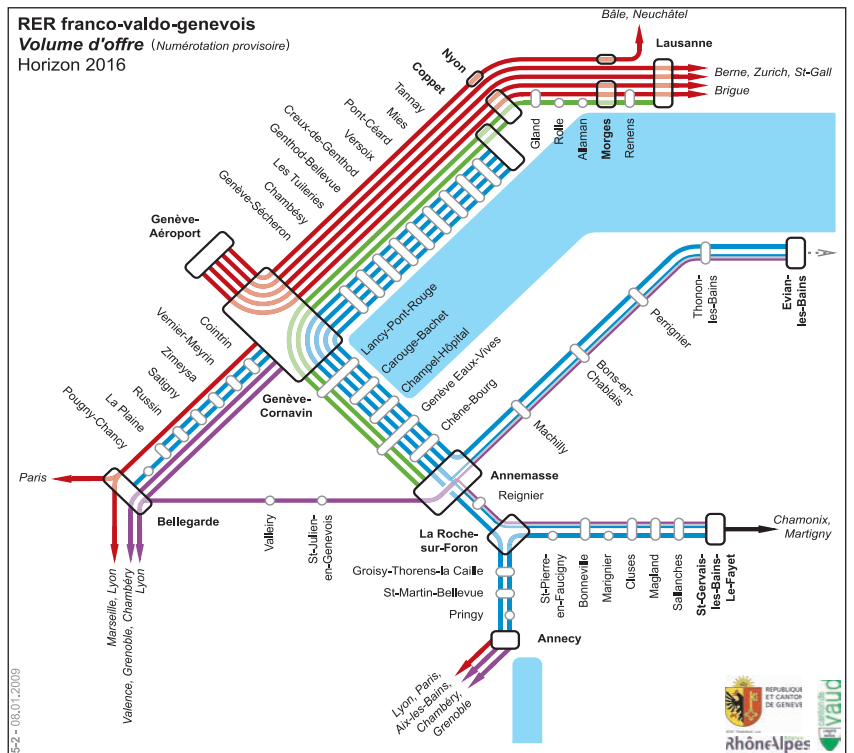 RER franco-valdo-genevois
Volume d'offre (Numérotation provisoire)
Horizon 2016
Bâle, Neuchâtel
Lausanne
Berne, Zurich, St-Gall
Brigue
Nyon
Coppet
Tannay
Mies
Pont-Céard
Versoix
Creux-de-Genthod
Genthod-Bellevue
Les Tuileries
Chambésy
Genève-Sécheron
Gland
Rolle
Allaman
Morges
Renens
Genève-
Aéroport
Genève-
Cornavin
Lancy-Pont-Rouge
Carouge-Bachet
Champel-Hôpital
Genève Eaux-Vives
Chêne-Bourg
Cointrin
Vernier-Meyrin
Zimeysa
Satigny
Russin
La Plaine
Pougny-Chancy
Paris
Bellegarde
Marseille, Lyon
Valence, Grenoble, Chambéry
Lyon
Valleiry
St-Julien-
en-Genevois
Annemasse
Machilly
Bons-en-
Chablais
Perrignier
Thonon-
les-Bains
Evian-
les-Bains
Reignier
La Roche-
sur-Foron
St-Pierre-
en-Faucigny
Bonneville
Marignier
Cluses
Magland
Sallanches
St-Gervais-
les-Bains-
Le-Fayet
Chamonix,
Martigny
Groisy-Thorens-la Caille
St-Martin-Bellevue
Pringy
Annecy
Lyon, Paris,
Aix-les-Bains,
Chambéry,
Grenoble
5-2 - 08.01.2009
REPUBLIQUE
ET CANTON
DE GENEVE
RhôneAlpes
canton de
vaud